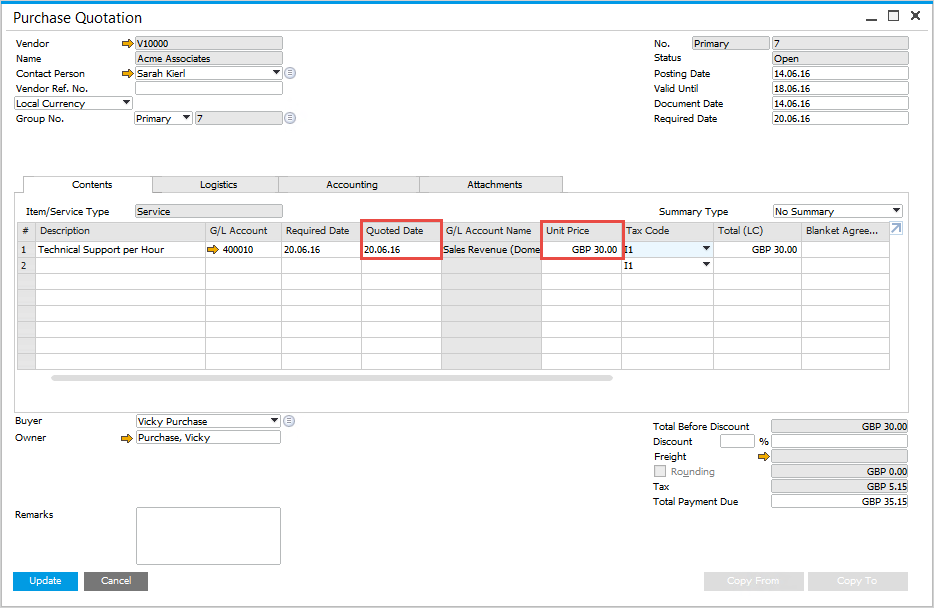 Purchase Quotation
Vendor V10000
Name Acme Associates
Contact Person Sarah Kierl
Vendor Ref. No.
Local Currency
Group No. Primary 7
No. Primary 7
Status Open
Posting Date 14.06.16
Valid Until 18.06.16
Document Date 14.06.16
Required Date 20.06.16
Contents Logistics Accounting Attachments
Item/Service Type Service Summary Type No Summary
# Description G/L Account Required Date Quoted Date G/L Account Name Unit Price Tax Code Total (LC) Blanket Agree...
1 Technical Support per Hour 400010 20.06.16 20.06.16 Sales Revenue (Dome GBP 30.00 I1 GBP 30.00
2 I1
Buyer Vicky Purchase
Owner Purchase, Vicky
Total Before Discount GBP 30.00
Discount %
Freight
Rounding GBP 0.00
Tax GBP 5.15
Total Payment Due GBP 35.15
Remarks
Update Cancel Copy From Copy To